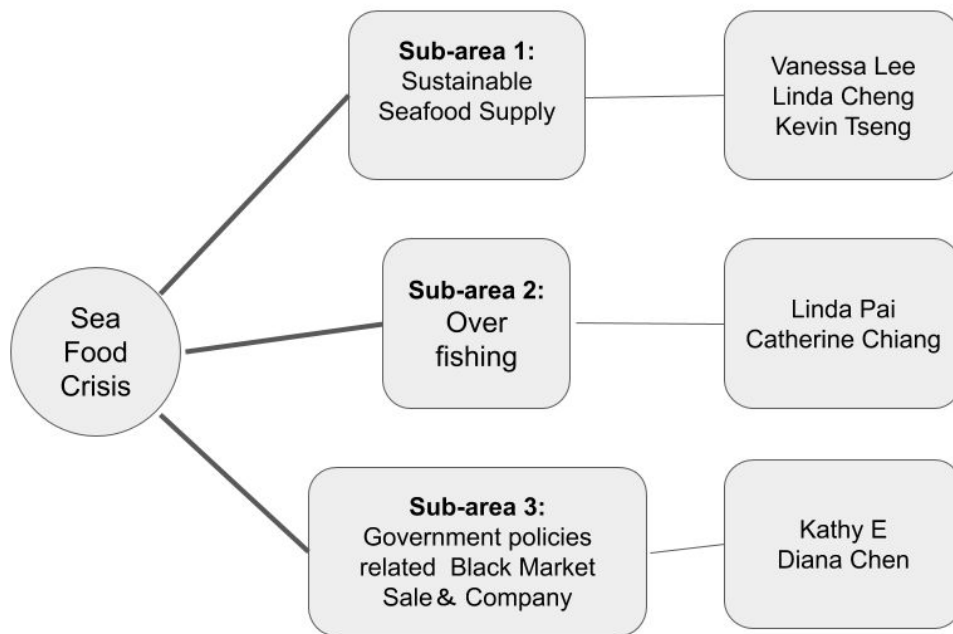 Sea
Food
Crisis
Sub-area 1:
Sustainable
Seafood Supply
Vanessa Lee
Linda Cheng
Kevin Tseng
Sub-area 2:
Over
fishing
Linda Pai
Catherine Chiang
Sub-area 3:
Government policies
related Black Market
Sale & Company
Kathy E
Diana Chen